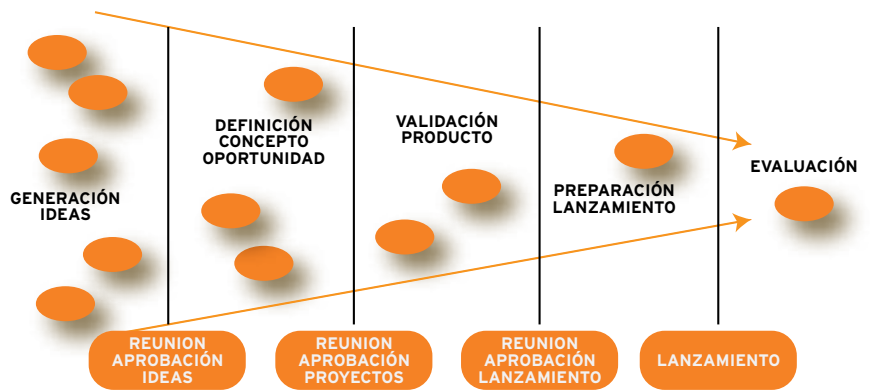 GENERACIÓN
IDEAS
DEFINICIÓN
CONCEPTO
OPORTUNIDAD
VALIDACIÓN
PRODUCTO
PREPARACIÓN
LANZAMIENTO
EVALUACIÓN
REUNION
APROBACIÓN
IDEAS
REUNION
APROBACIÓN
PROYECTOS
REUNION
APROBACIÓN
LANZAMIENTO
LANZAMIENTO